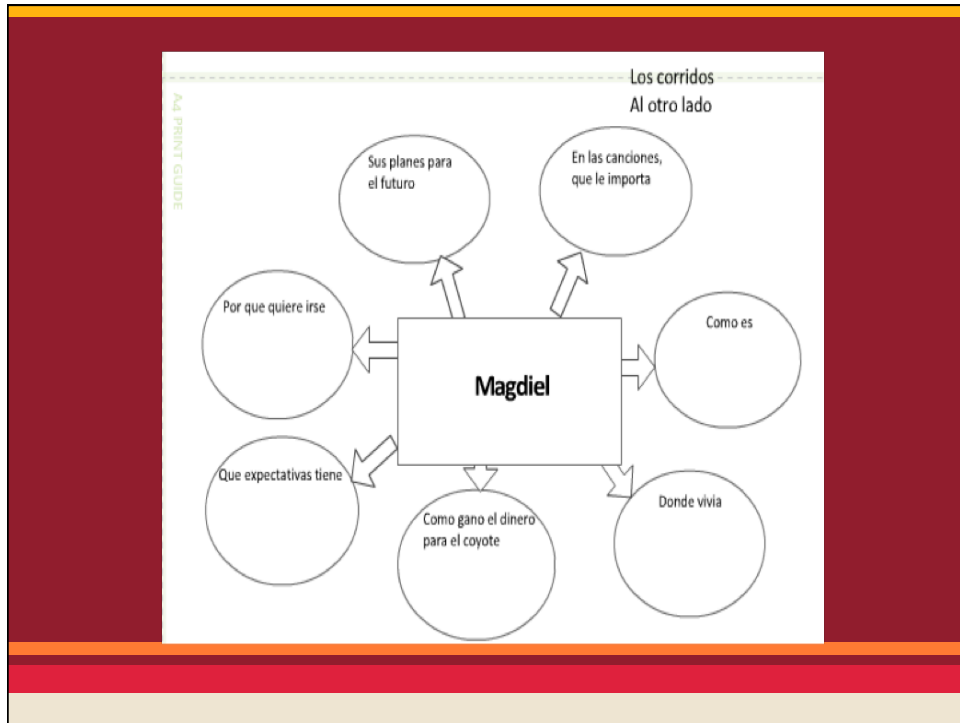 Los corridos
Al otro lado
A4 PRINT GUIDE
Sus planes para
el futuro
En las canciones,
que le importa
Por que quiere irse
Como es
Magdiel
Que expectativas tiene
Como gano el dinero
para el coyote
Donde vivia